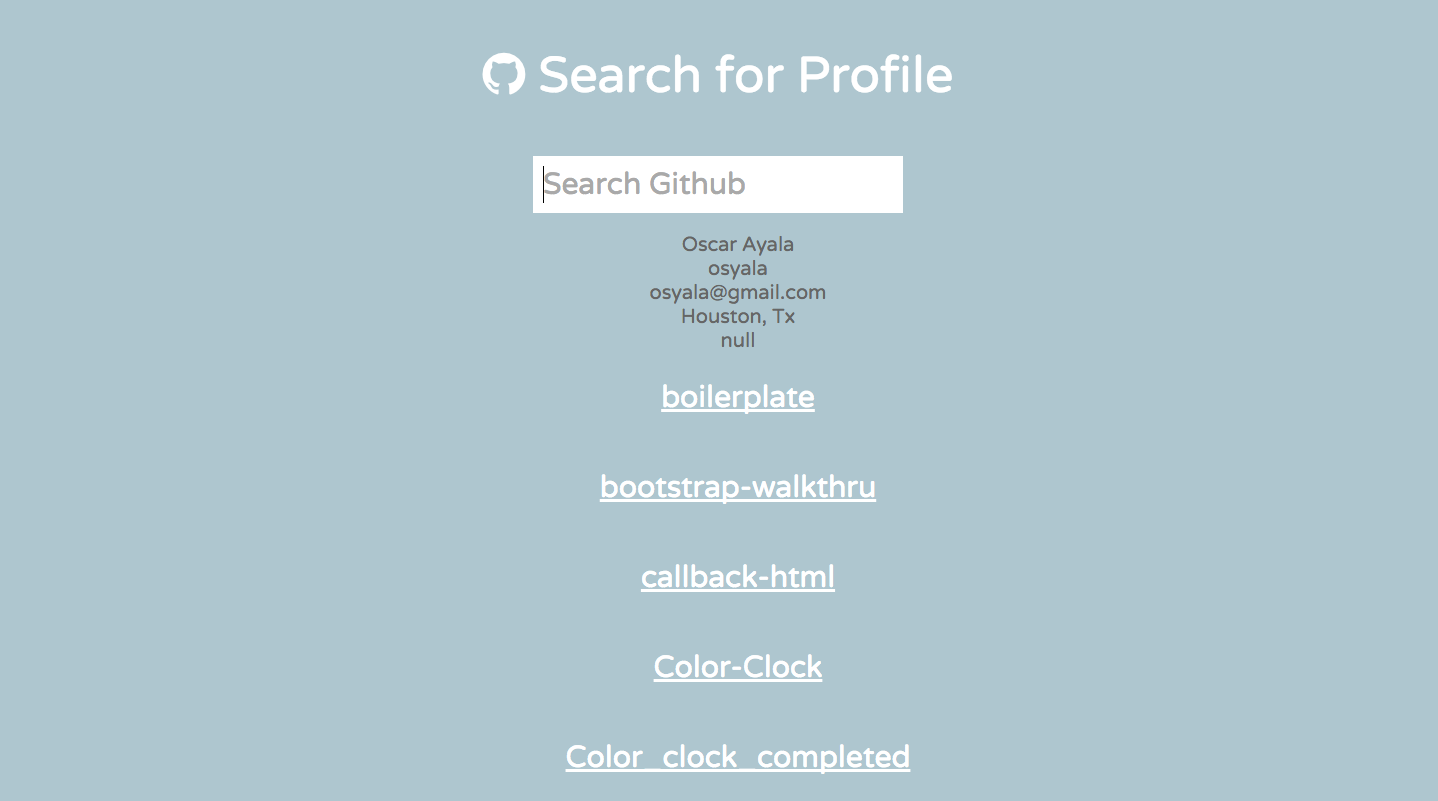 Search for Profile
Search Github
Oscar Ayala
osyala
osyala@gmail.com
Houston, Tx
null
boilerplate
bootstrap-walkthru
callback-html
Color-Clock
Color_clock_completed